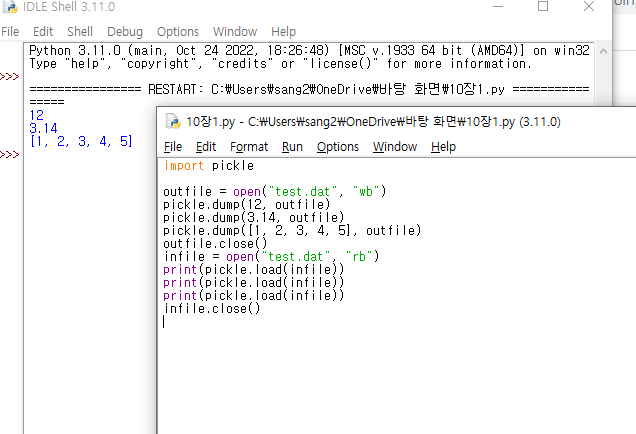 IDLE Shell 3.11.0
File Edit Shell Debug Options Window Help
Python 3.11.0 (main, Oct 24 2022, 18:26:48) [MSC v.1933 64 bit (AMD64)] on win32
Type "help", "copyright", "credits" or "license()" for more information.
>>>
================ RESTART: C:₩Users₩sang2₩OneDrive₩바탕 화면₩10장1.py ===========
=====
12
3.14
[1, 2, 3, 4, 5]
>>>
10장1.py - C:₩Users₩sang2₩OneDrive₩바탕 화면₩10장1.py (3.11.0)
File Edit Format Run Options Window Help
import pickle
outfile = open("test.dat", "wb")
pickle.dump(12, outfile)
pickle.dump(3.14, outfile)
pickle.dump([1, 2, 3, 4, 5], outfile)
outfile.close()
infile = open("test.dat", "rb")
print(pickle.load(infile))
print(pickle.load(infile))
print(pickle.load(infile))
infile.close()